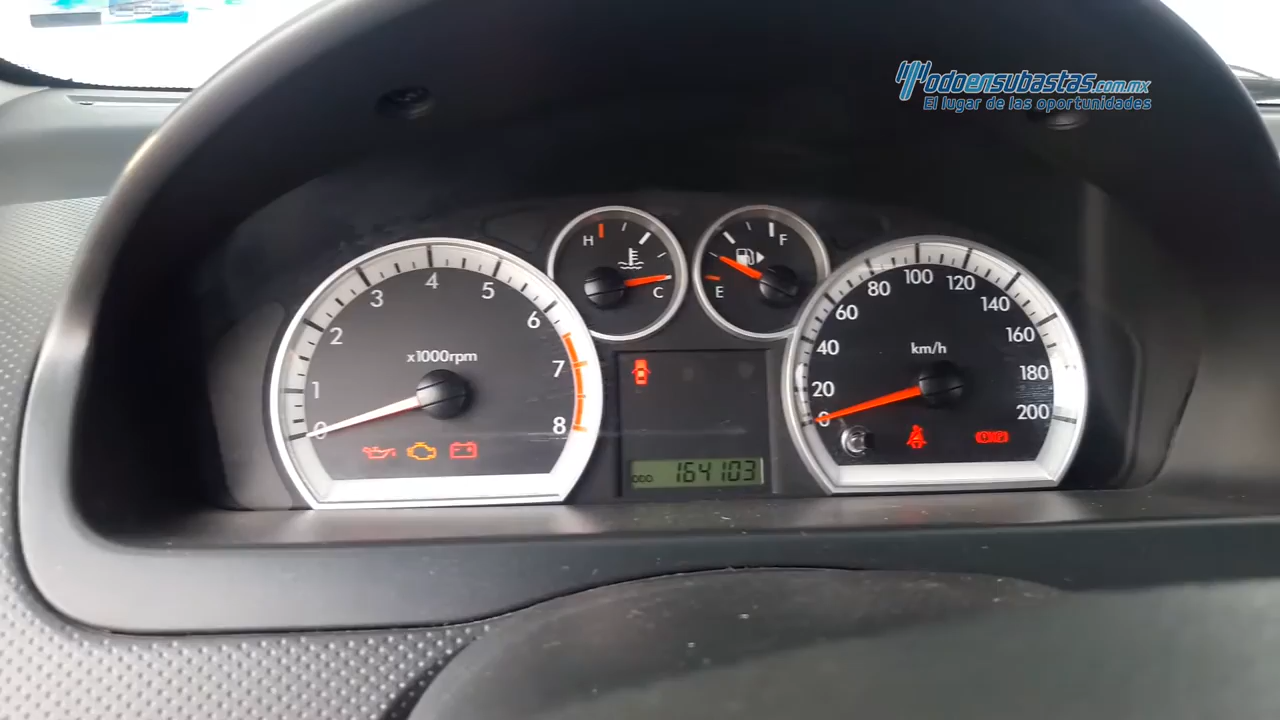 Todoensubastas.com.mx
El lugar de las oportunidades
H
C
F
E
0
1
2
3
4
5
6
7
8
x1000rpm
0
20
40
60
80
100
120
140
160
180
200
km/h
ODO 164103